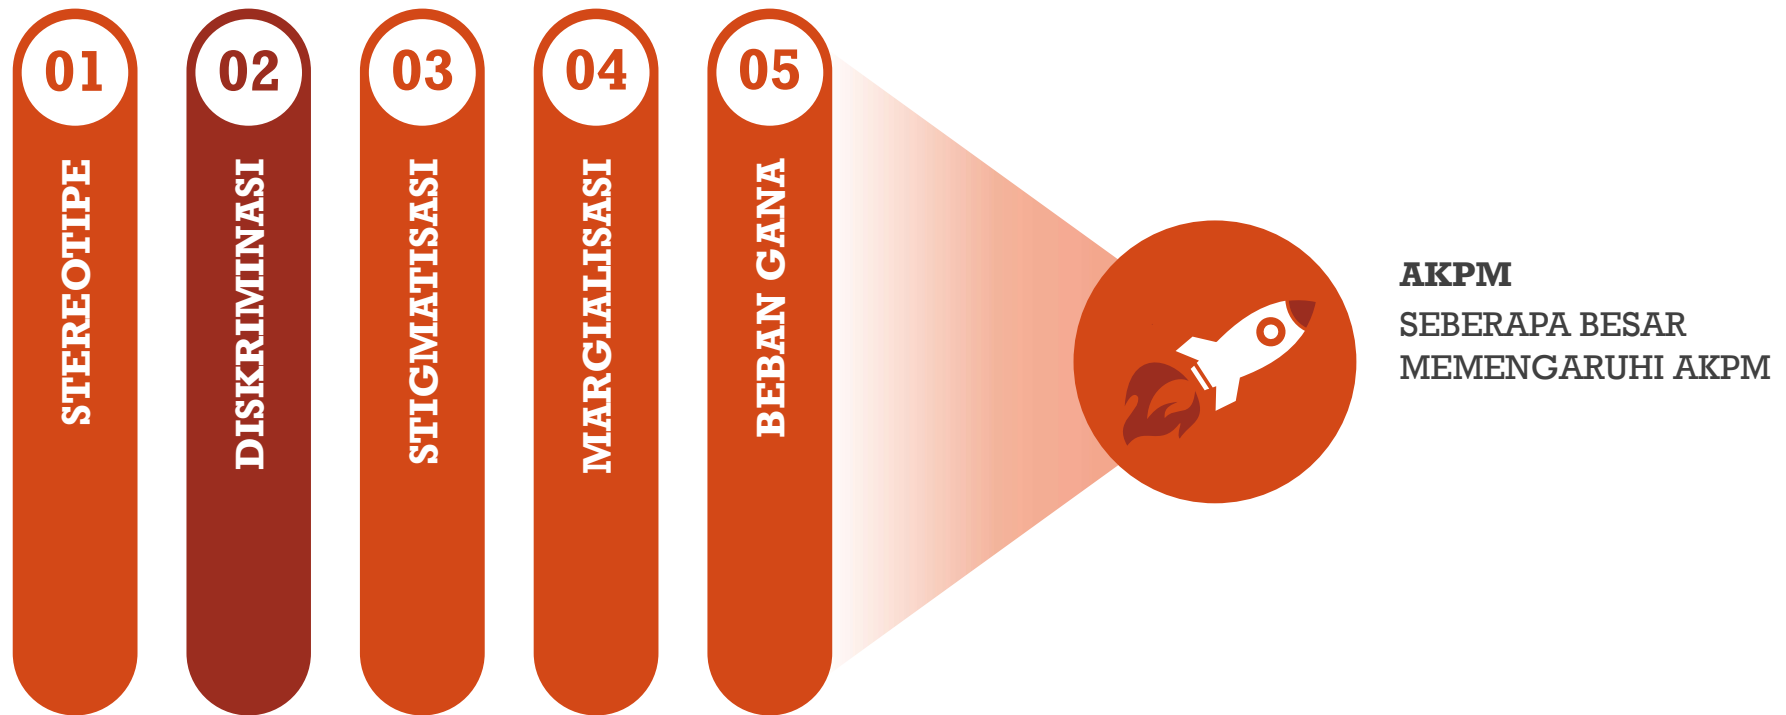 01
STEREOTIPE
02
DISKRIMINASI
03
STIGMATISASI
04
MARGIALISASI
05
BEBAN GANA
AKPM
SEBERAPA BESAR
MEMENGARUHI AKPM